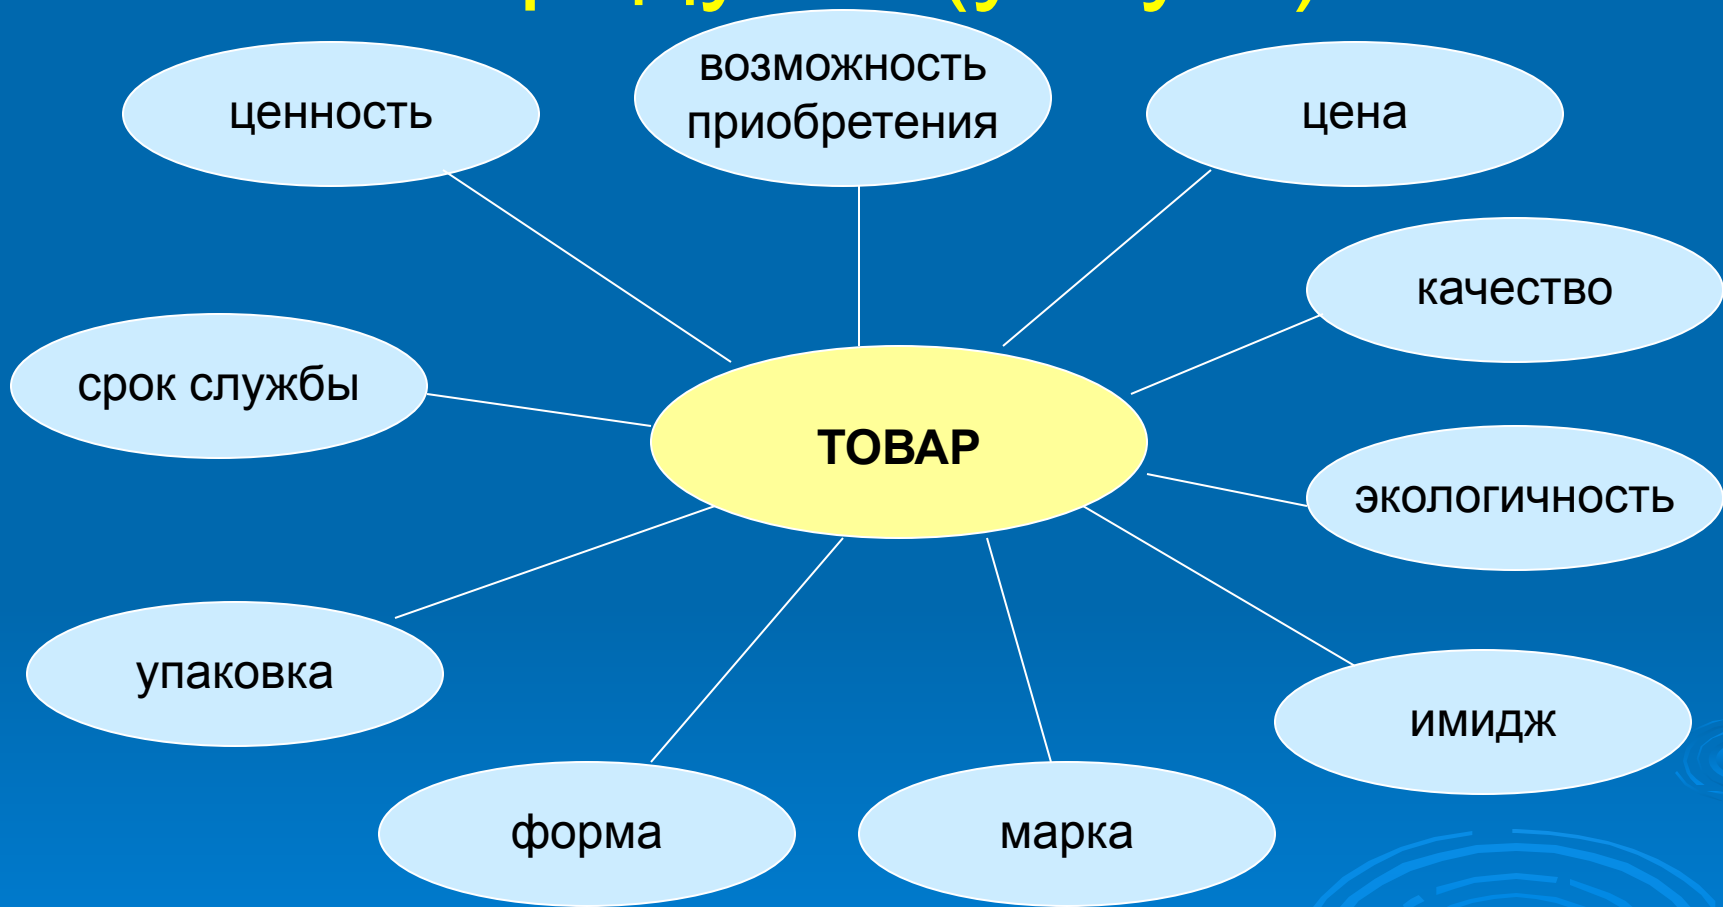 ценность
возможность
приобретения
цена
качество
срок службы
ТОВАР
экологичность
упаковка
имидж
форма
марка